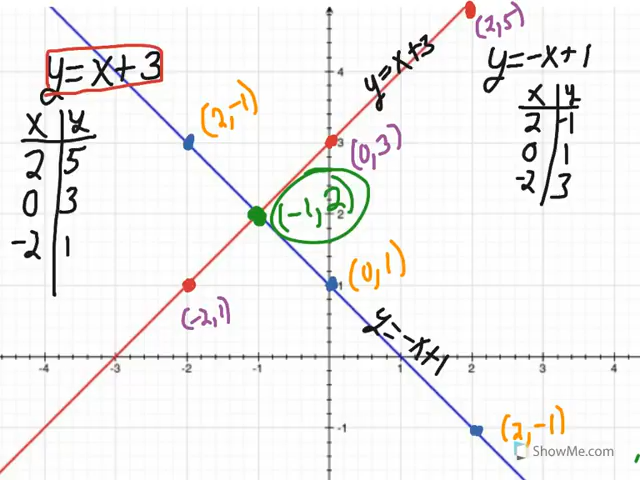 (2,5)
y=x+3
y=x+3
y=-x+1
4
x y
2 -1
0 1
-2 3
(2,-1)
x y
2 5
0 3
-2 1
3
(0,3)
(-1,2)
2
(0,1)
1
(-2,1)
y=-x+1
-4 -3 -2 -1 0 1 2 3 4
-1
(2,-1)
ShowMe.com